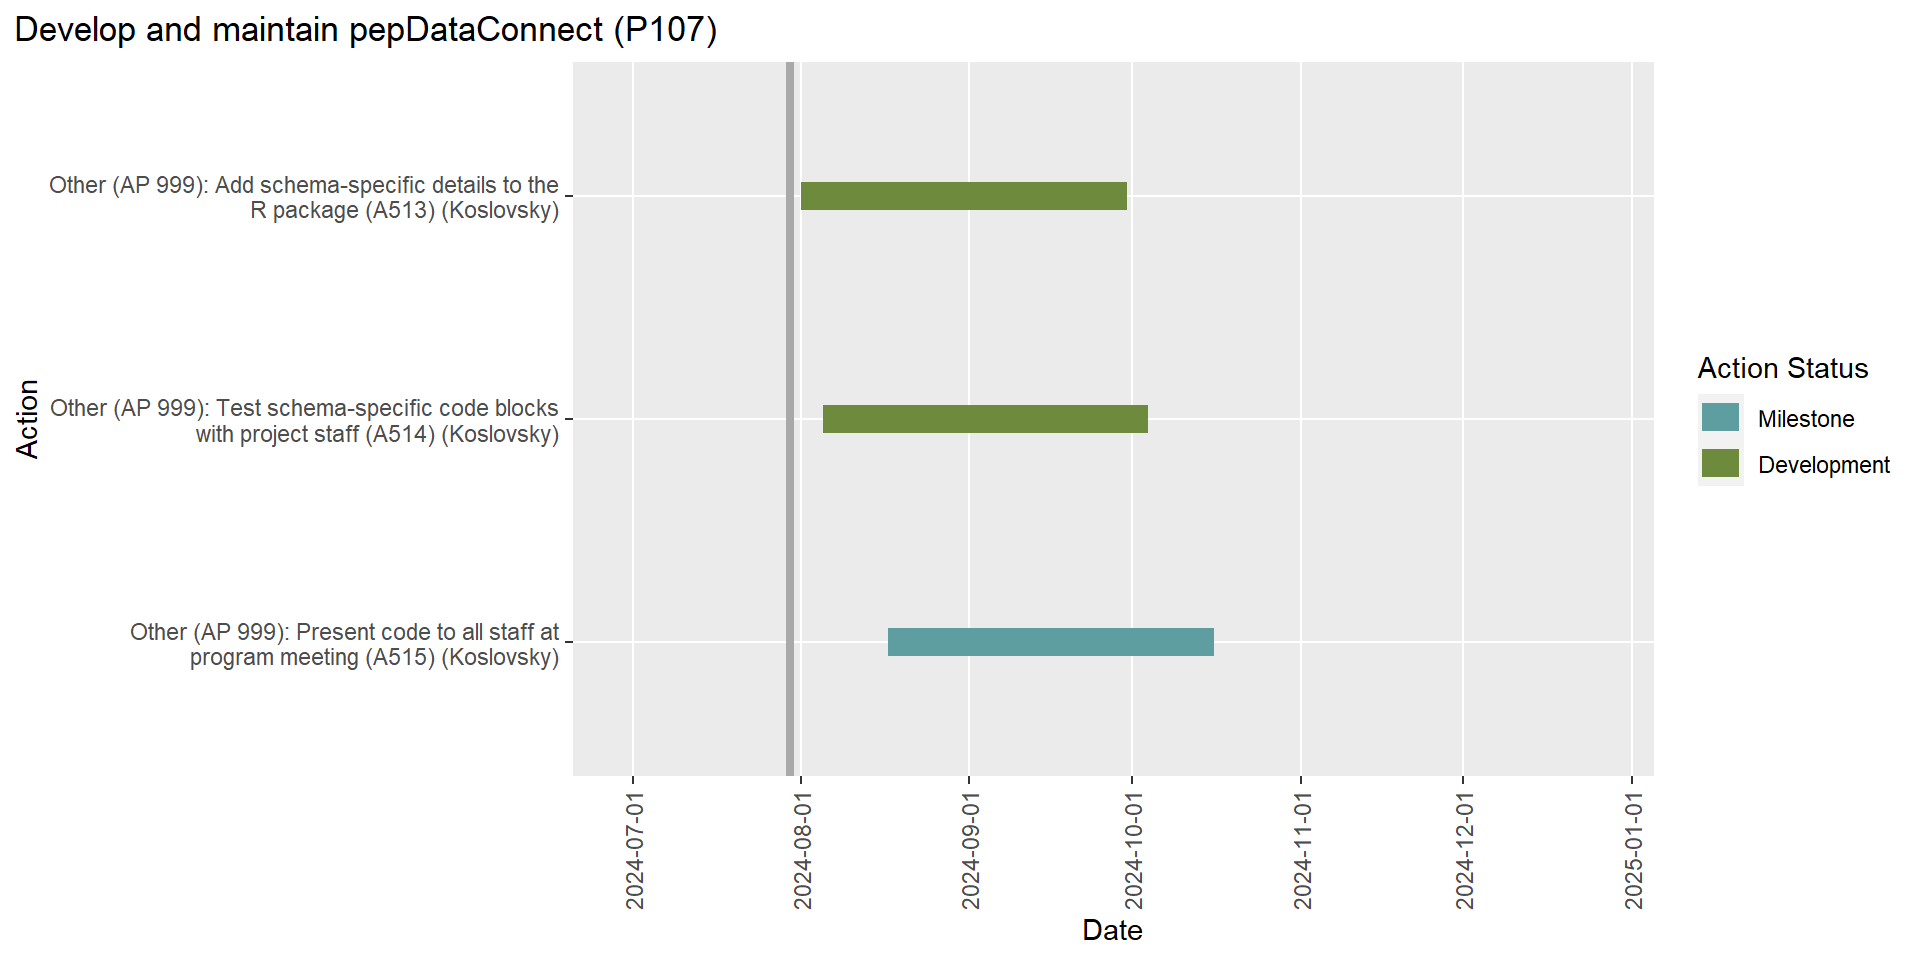 Develop and maintain pepDataConnect (P107)
Action
Other (AP 999): Add schema-specific details to the
R package (A513) (Koslovsky)
Other (AP 999): Test schema-specific code blocks
with project staff (A514) (Koslovsky)
Other (AP 999): Present code to all staff at
program meeting (A515) (Koslovsky)
2024-07-01
2024-08-01
2024-09-01
2024-10-01
2024-11-01
2024-12-01
2025-01-01
Date
Action Status
Milestone
Development